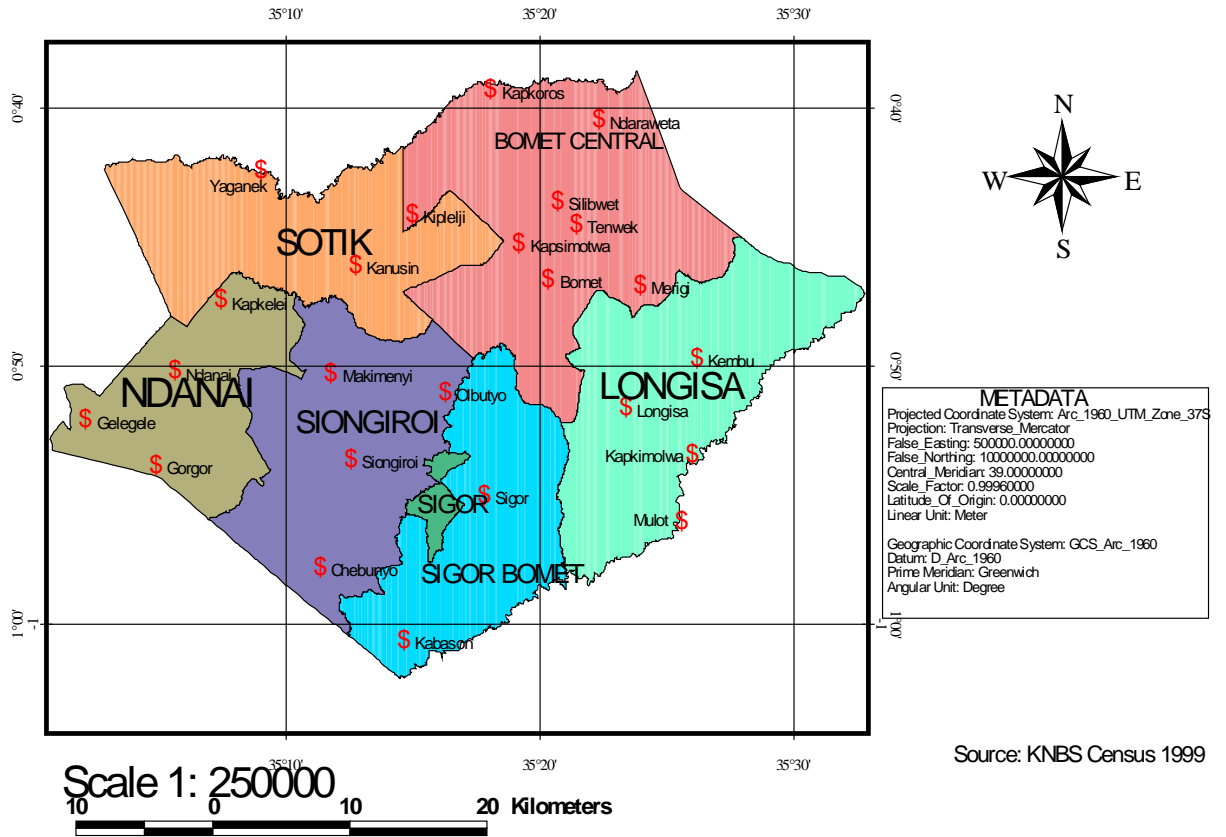 35°10' 35°20' 35°30'
N
W E
S
0°40' 0°40'
$ Kapkoros
$ Ndaraweta
BOMET CENTRAL
$
Yaganek
$ Silibwet
$ Kiplelji
$ Tenwek
SOTIK
$ Kapsimotwa
$ Kanusin
$ Bomet
$ Merigi
$ Kapkelei
0°50' 0°50'
$ Kembu
$ Ndanai
$ Makimenyi
NDANAI
LONGISA
$ Olbutyo
$ Longisa
$ Gelegele
SIONGIROI
$ Gorgor
$ Siongiroi
Kapkimolwa $
$ Sigor
SIGOR
Mulot $
$ Chebunyo
SIGOR BOMET
-1°00' -1°00'
$ Kabason
METADATA
Projected Coordinate System: Arc_1960_UTM_Zone_37S
Projection: Transverse_Mercator
False_Easting: 500000.00000000
False_Northing: 10000000.00000000
Central_Meridian: 39.00000000
Scale_Factor: 0.99960000
Latitude_Of_Origin: 0.00000000
Linear Unit: Meter
Geographic Coordinate System: GCS_Arc_1960
Datum: D_Arc_1960
Prime Meridian: Greenwich
Angular Unit: Degree
Source: KNBS Census 1999
35°10' 35°20' 35°30'
Scale 1: 250000
10 0 10 20 Kilometers